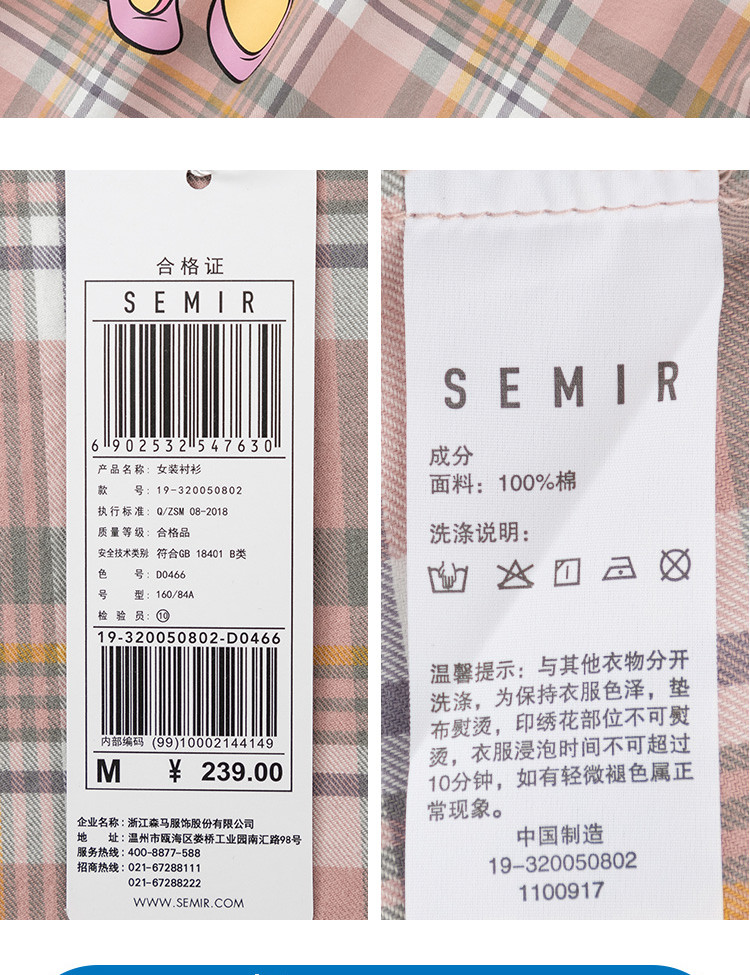 合格证
SEMIR
6 902532 547630
产品名称: 女装衬衫
款 号: 19-320050802
执行标准: Q/ZSM 08-2018
质量等级: 合格品
安全技术类别 符合GB 18401 B类
色 号: D0466
号 型: 160/84A
检 验 员: ⑩
19-320050802-D0466
内部编码 (99)10002144149
M ¥ 239.00
企业名称: 浙江森马服饰股份有限公司
地 址: 温州市瓯海区娄桥工业园南汇路98号
服务热线: 400-8877-588
招商热线: 021-67288111
021-67288222
WWW.SEMIR.COM
SEMIR
成分
面料: 100%棉
洗涤说明:
温馨提示: 与其他衣物分开
洗涤, 为保持衣服色泽, 垫
布熨烫, 印绣花部位不可熨
烫, 衣服浸泡时间不可超过
10分钟, 如有轻微褪色属正
常现象。
中国制造
19-320050802
1100917